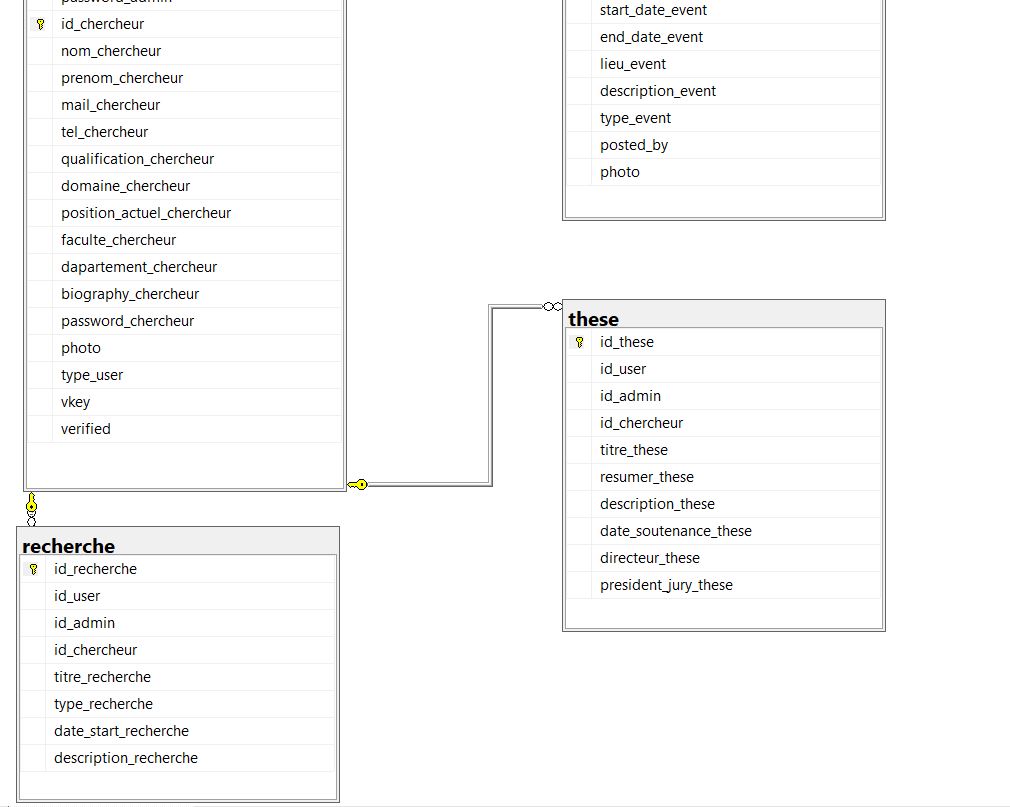 password_admin
id_chercheur
nom_chercheur
prenom_chercheur
mail_chercheur
tel_chercheur
qualification_chercheur
domaine_chercheur
position_actuel_chercheur
faculte_chercheur
dapartement_chercheur
biography_chercheur
password_chercheur
photo
type_user
vkey
verified
start_date_event
end_date_event
lieu_event
description_event
type_event
posted_by
photo
these
id_these
id_user
id_admin
id_chercheur
titre_these
resumer_these
description_these
date_soutenance_these
directeur_these
president_jury_these
recherche
id_recherche
id_user
id_admin
id_chercheur
titre_recherche
type_recherche
date_start_recherche
description_recherche